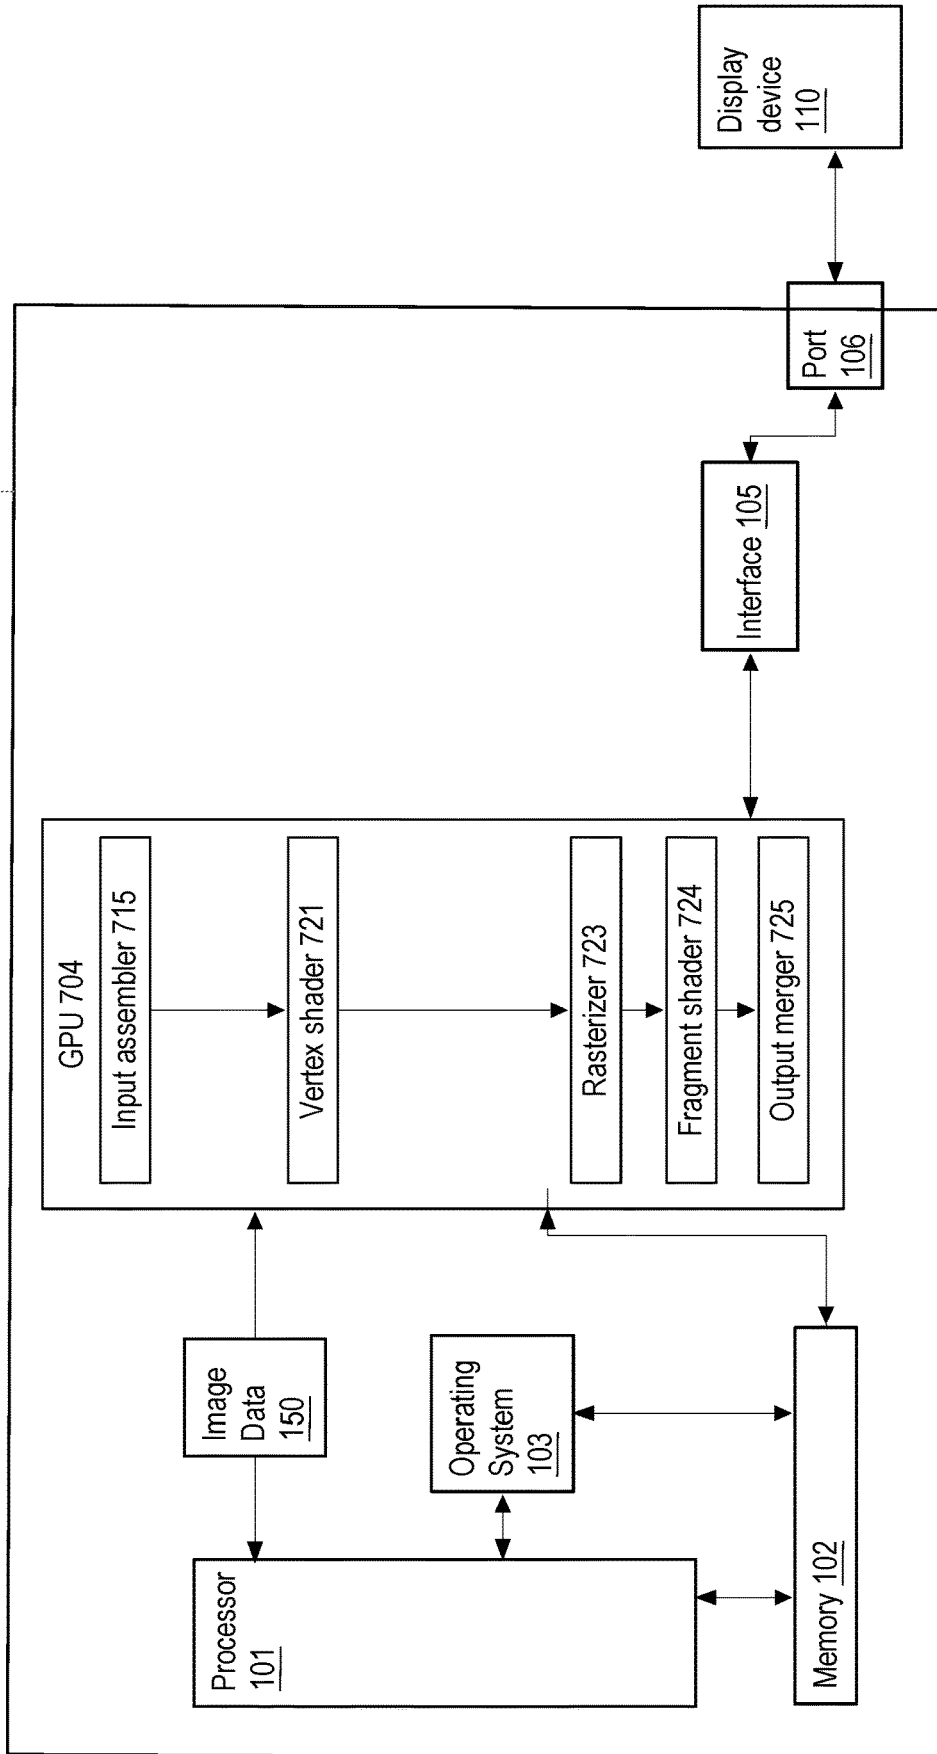 Processor
101
Image
Data
150
Operating
System
103
Memory 102
GPU 704
Input assembler 715
Vertex shader 721
Rasterizer 723
Fragment shader 724
Output merger 725
Interface 105
Port
106
Display
device
110